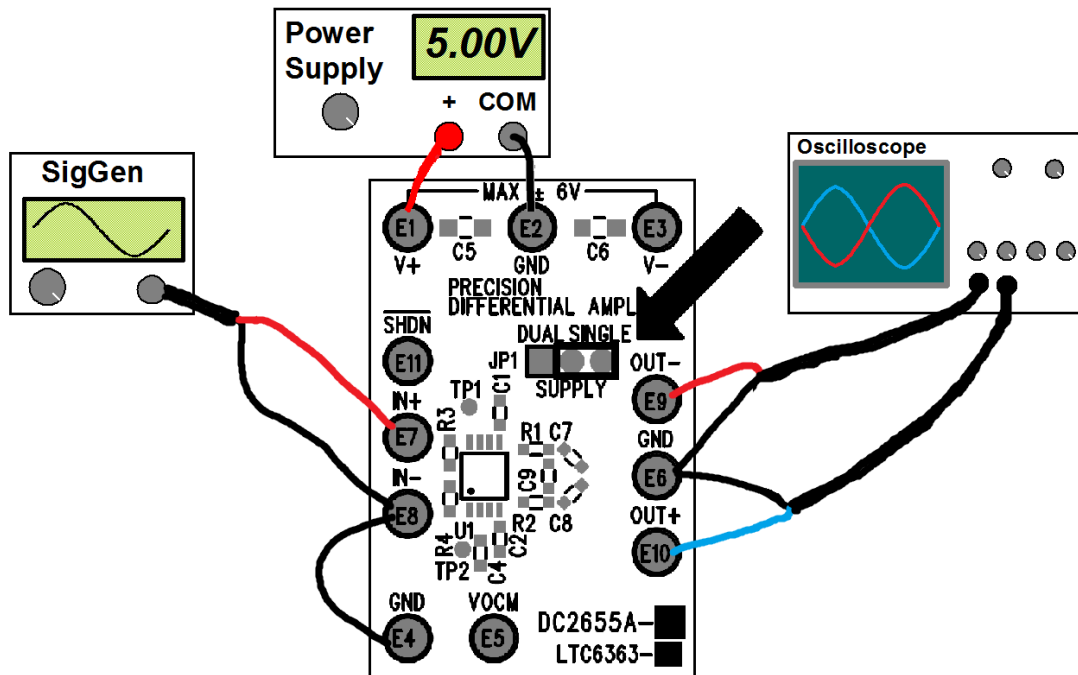 Power
Supply
5.00V
+ COM
SigGen
Oscilloscope
MAX ± 6V
E1
C5
E2
C6
E3
V+
GND
V-
PRECISION
DIFFERENTIAL AMPL
SHDN
E11
DUAL SINGLE
JP1
SUPPLY
OUT-
E9
IN+
E7
TP1
C1
R3
R1 C7
C9
GND
E6
IN-
E8
R2 C8
OUT+
E10
U1
R4
TP2
C4
C2
GND
E4
VOCM
E5
DC2655A-
LTC6363-